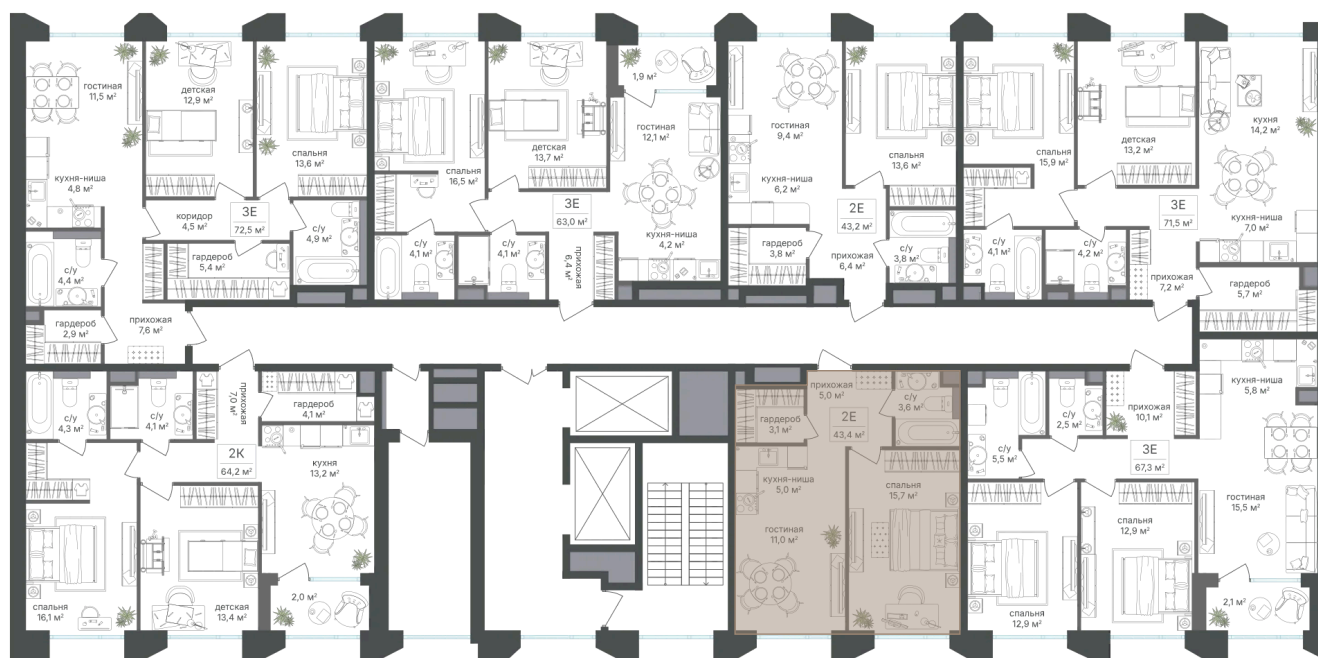 гостиная
11,5 м²
кухня-ниша
4,8 м²
детская
12,9 м²
спальня
13,6 м²
коридор
4,5 м²
3Е
72,5 м²
с/у
4,9 м²
гардероб
5,4 м²
с/у
4,4 м²
гардероб
2,9 м²
прихожая
7,6 м²
спальня
16,5 м²
детская
13,7 м²
1,9 м²
гостиная
12,1 м²
3Е
63,0 м²
кухня-ниша
4,2 м²
с/у
4,1 м²
с/у
4,1 м²
прихожая
6,4 м²
гостиная
9,4 м²
кухня-ниша
6,2 м²
спальня
13,6 м²
2Е
43,2 м²
гардероб
3,8 м²
прихожая
6,4 м²
с/у
3,8 м²
спальня
15,9 м²
детская
13,2 м²
кухня
14,2 м²
3Е
71,5 м²
кухня-ниша
7,0 м²
с/у
4,1 м²
с/у
4,2 м²
прихожая
7,2 м²
гардероб
5,7 м²
с/у
4,3 м²
с/у
4,1 м²
прихожая
7,0 м²
гардероб
4,1 м²
2К
64,2 м²
кухня
13,2 м²
спальня
16,1 м²
детская
13,4 м²
2,0 м²
прихожая
5,0 м²
гардероб
3,1 м²
2Е
43,4 м²
с/у
3,6 м²
кухня-ниша
5,0 м²
гостиная
11,0 м²
спальня
15,7 м²
с/у
5,5 м²
с/у
2,5 м²
прихожая
10,1 м²
3Е
67,3 м²
кухня-ниша
5,8 м²
гостиная
15,5 м²
спальня
12,9 м²
спальня
12,9 м²
2,1 м²